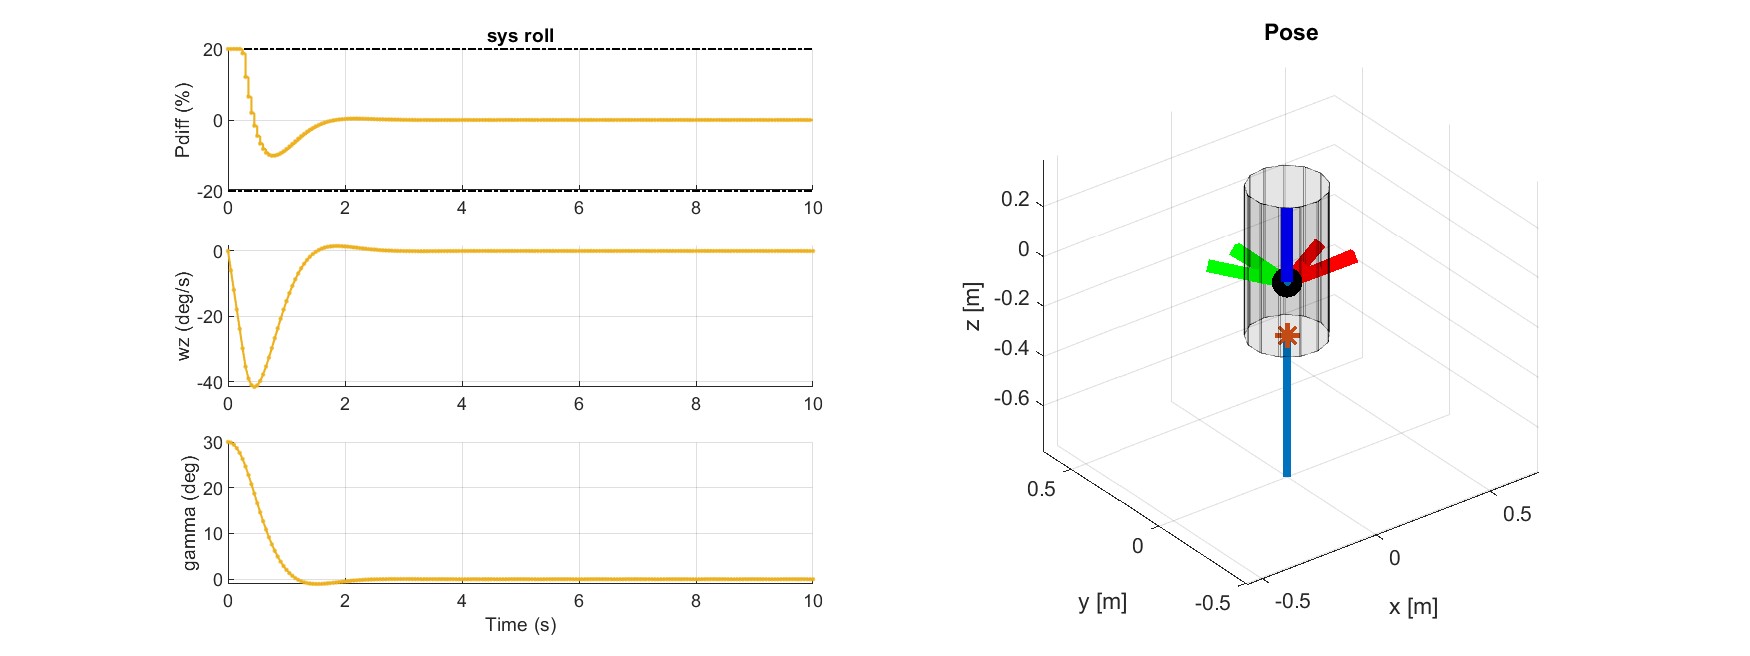 sys roll
Pdiff (%)
20
0
-20
0 2 4 6 8 10
wz (deg/s)
0
-20
-40
0 2 4 6 8 10
gamma (deg)
30
20
10
0
0 2 4 6 8 10
Time (s)
Pose
z [m]
0.2
0
-0.2
-0.4
-0.6
0.5
0
-0.5
y [m]
-0.5
0
0.5
x [m]